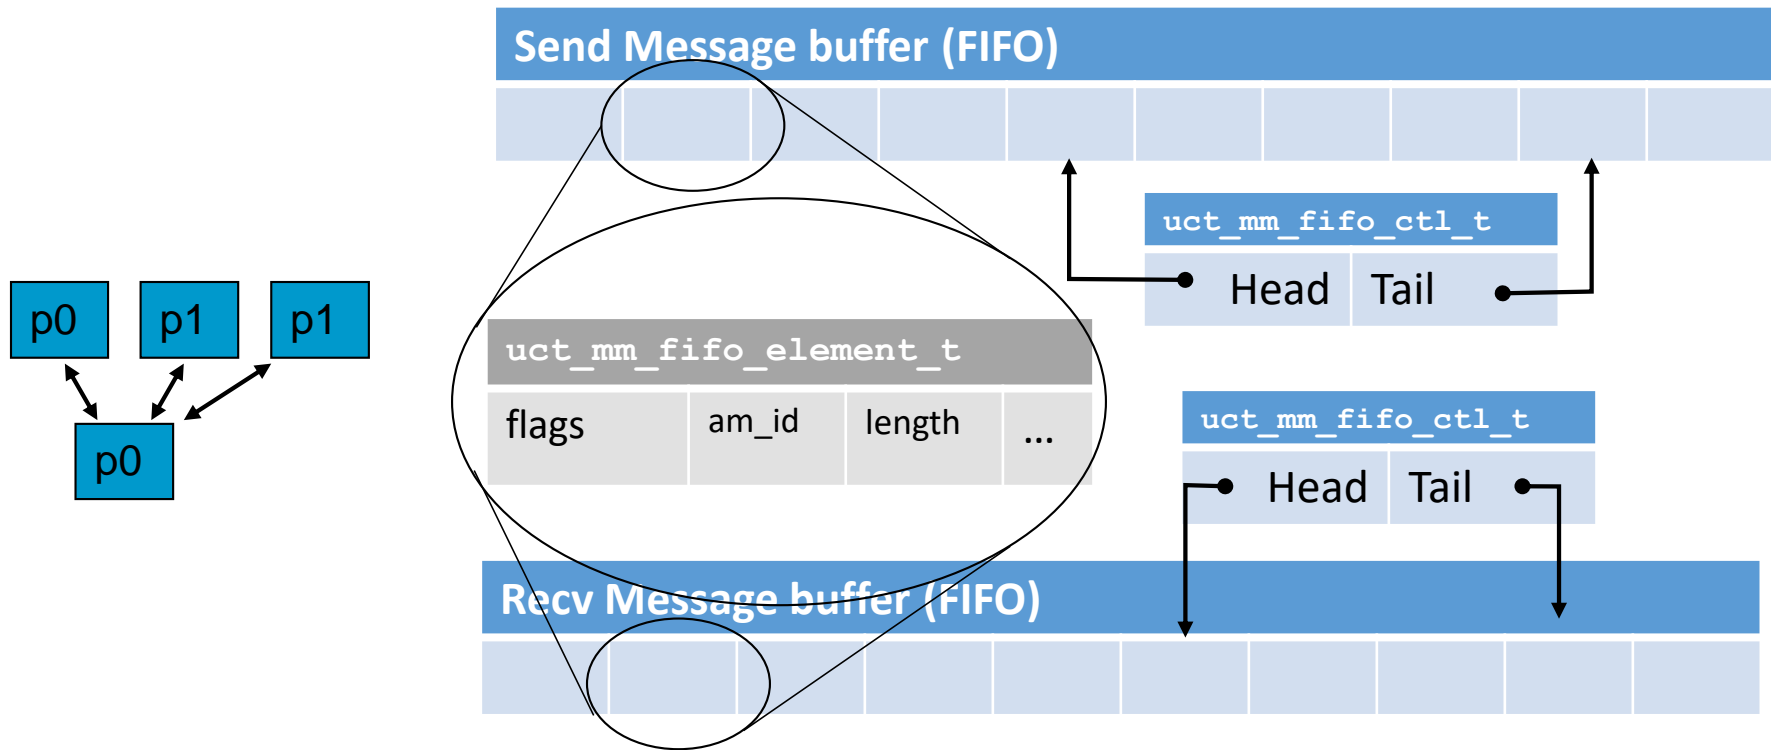 Send Message buffer (FIFO)
uct_mm_fifo_ctl_t
Head Tail
p0 p1 p1
p0
uct_mm_fifo_element_t
flags am_id length ...
uct_mm_fifo_ctl_t
Head Tail
Recv Message buffer (FIFO)